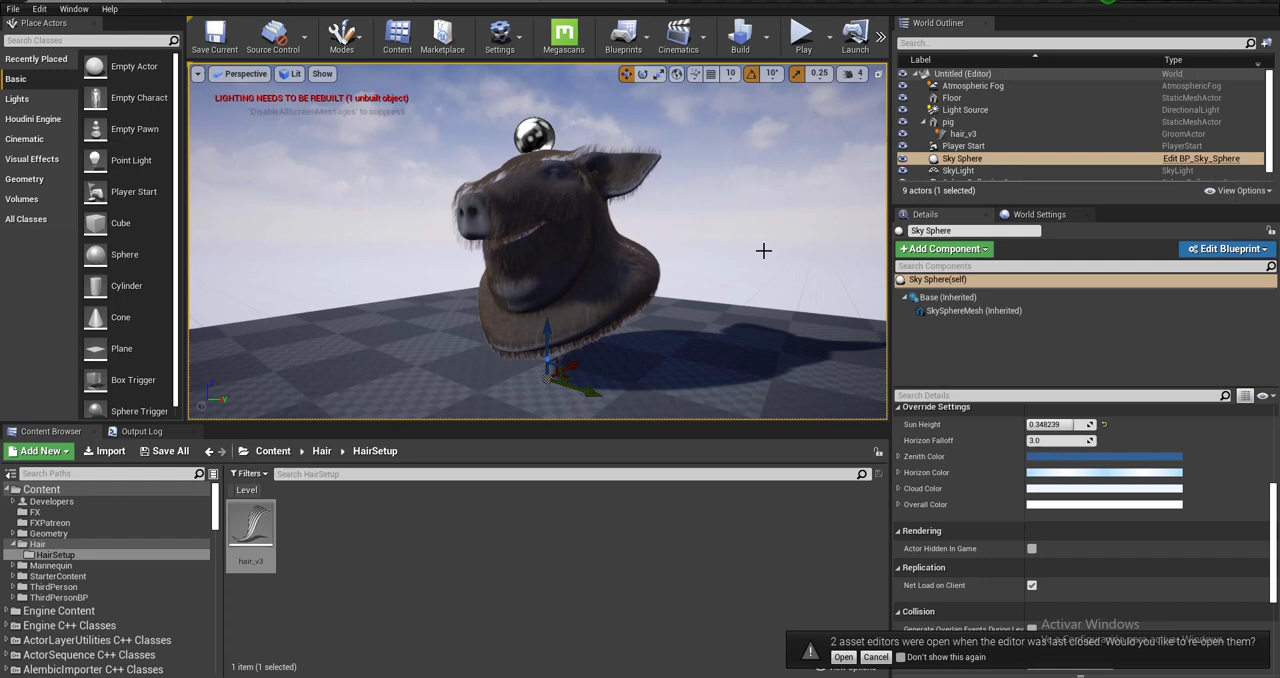 File Edit Window Help
Place Actors
Search Classes
Recently Placed
Basic
Lights
Houdini Engine
Cinematic
Visual Effects
Geometry
Volumes
All Classes
Empty Actor
Empty Charact
Empty Pawn
Point Light
Player Start
Cube
Sphere
Cylinder
Cone
Plane
Box Trigger
Sphere Trigger
Save Current Source Control Modes Content Marketplace Settings Megascans Blueprints Cinematics Build Play Launch
Perspective Lit Show 10 10° 0.25 4
LIGHTING NEEDS TO BE REBUILT (1 unbuilt object)
'DisableAllScreenMessages' to suppress
World Outliner
Search...
Label Type
Untitled (Editor) World
Atmospheric Fog AtmosphericFog
Floor StaticMeshActor
Light Source DirectionalLight
pig StaticMeshActor
hair_v3 GroomActor
Player Start PlayerStart
Sky Sphere Edit BP_Sky_Sphere
SkyLight SkyLight
9 actors (1 selected) View Options
Details World Settings
Sky Sphere
+Add Component Edit Blueprint
Search Components
Sky Sphere(self)
Base (Inherited)
SkySphereMesh (Inherited)
Search Details
Override Settings
Sun Height 0.348239
Horizon Falloff 3.0
Zenith Color
Horizon Color
Cloud Color
Overall Color
Rendering
Actor Hidden In Game
Replication
Net Load on Client
Collision
Activar Windows
2 asset editors were open when the editor was last closed. Would you like to re-open them?
Open Cancel Don't show this again
Content Browser Output Log
Add New Import Save All Content Hair HairSetup
Search Paths Filters Search HairSetup
Level
hair_v3
Content
Developers
FX
FXPatreon
Geometry
Hair
HairSetup
Mannequin
StarterContent
ThirdPerson
ThirdPersonBP
Engine Content
Engine C++ Classes
ActorLayerUtilities C++ Classes
ActorSequence C++ Classes
AlembicImporter C++ Classes
1 item (1 selected)